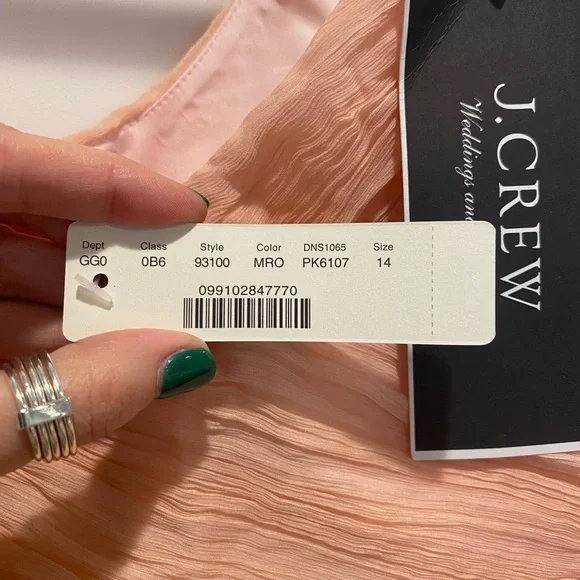 Dept Class Style Color DNS1065 Size
GG0 0B6 93100 MRO PK6107 14
099102847770
J.CREW
Weddings and